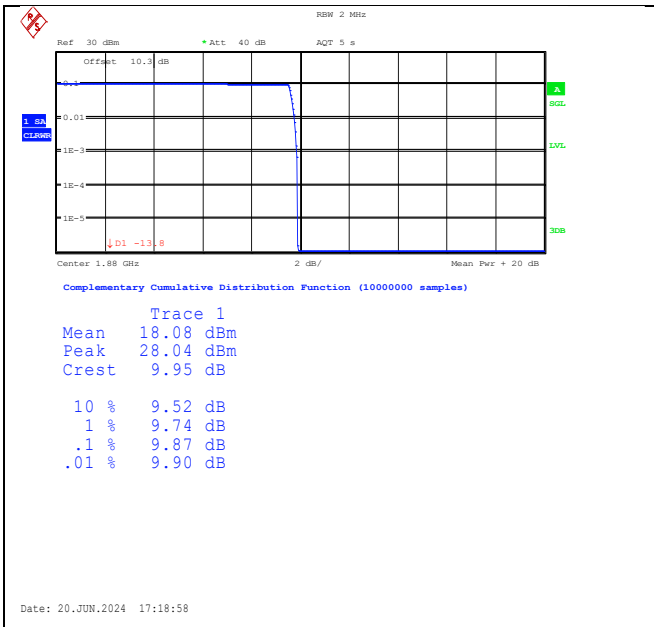 R S
RBW 2 MHz
Ref 30 dBm *Att 40 dB AQT 5 s
Offset 10.3 dB
0.1
A
SGL
0.01
1 SA
CLRWR
1E-3
LVL
1E-4
1E-5
3DB
↓D1 -13.8
Center 1.88 GHz 2 dB/ Mean Pwr + 20 dB
Complementary Cumulative Distribution Function (10000000 samples)
Trace 1
Mean 18.08 dBm
Peak 28.04 dBm
Crest 9.95 dB
10 % 9.52 dB
1 % 9.74 dB
.1 % 9.87 dB
.01 % 9.90 dB
Date: 20.JUN.2024 17:18:58